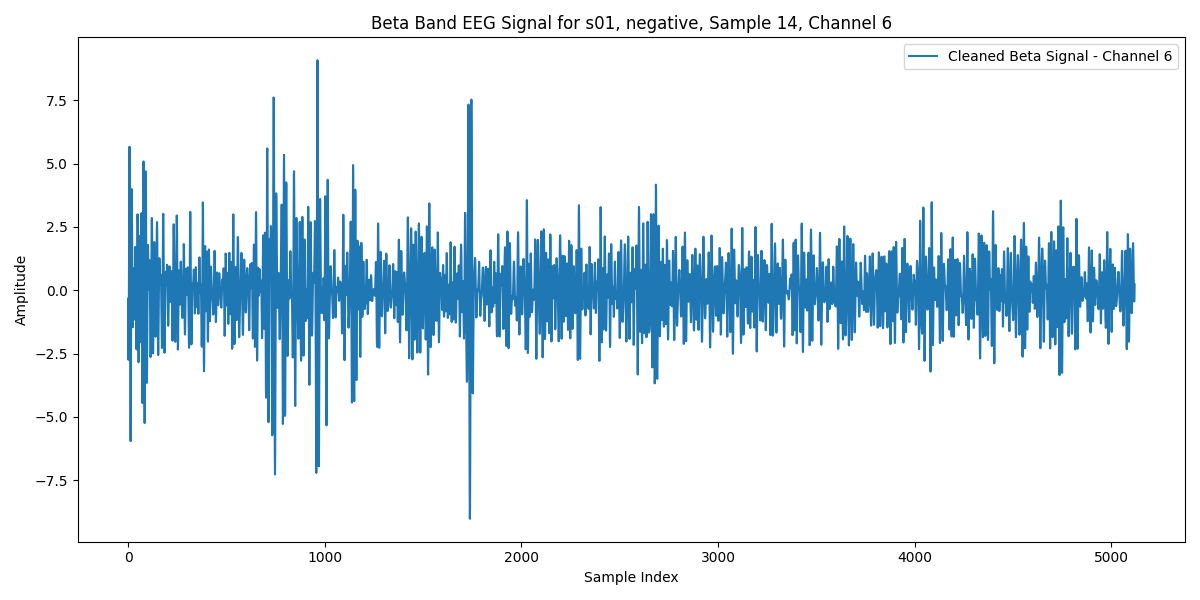 Beta Band EEG Signal for s01, negative, Sample 14, Channel 6
Cleaned Beta Signal - Channel 6
7.5
5.0
2.5
0.0
−2.5
−5.0
−7.5
Amplitude
0 1000 2000 3000 4000 5000
Sample Index